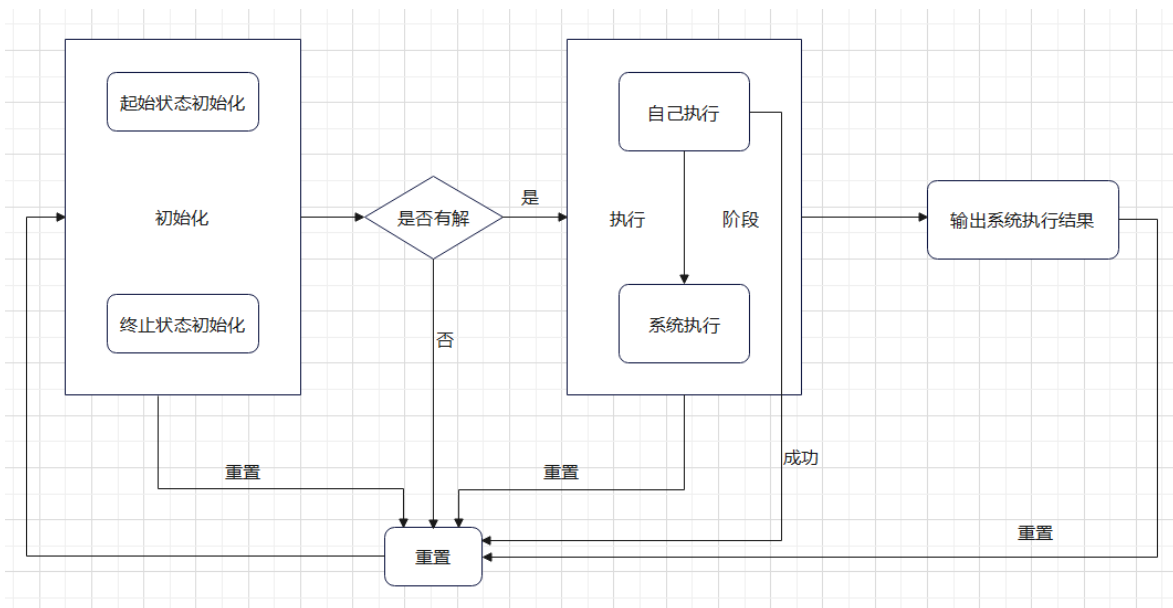 起始状态初始化
初始化
终止状态初始化
是否有解
是
否
自己执行
执行
阶段
系统执行
输出系统执行结果
成功
重置
重置
重置
重置